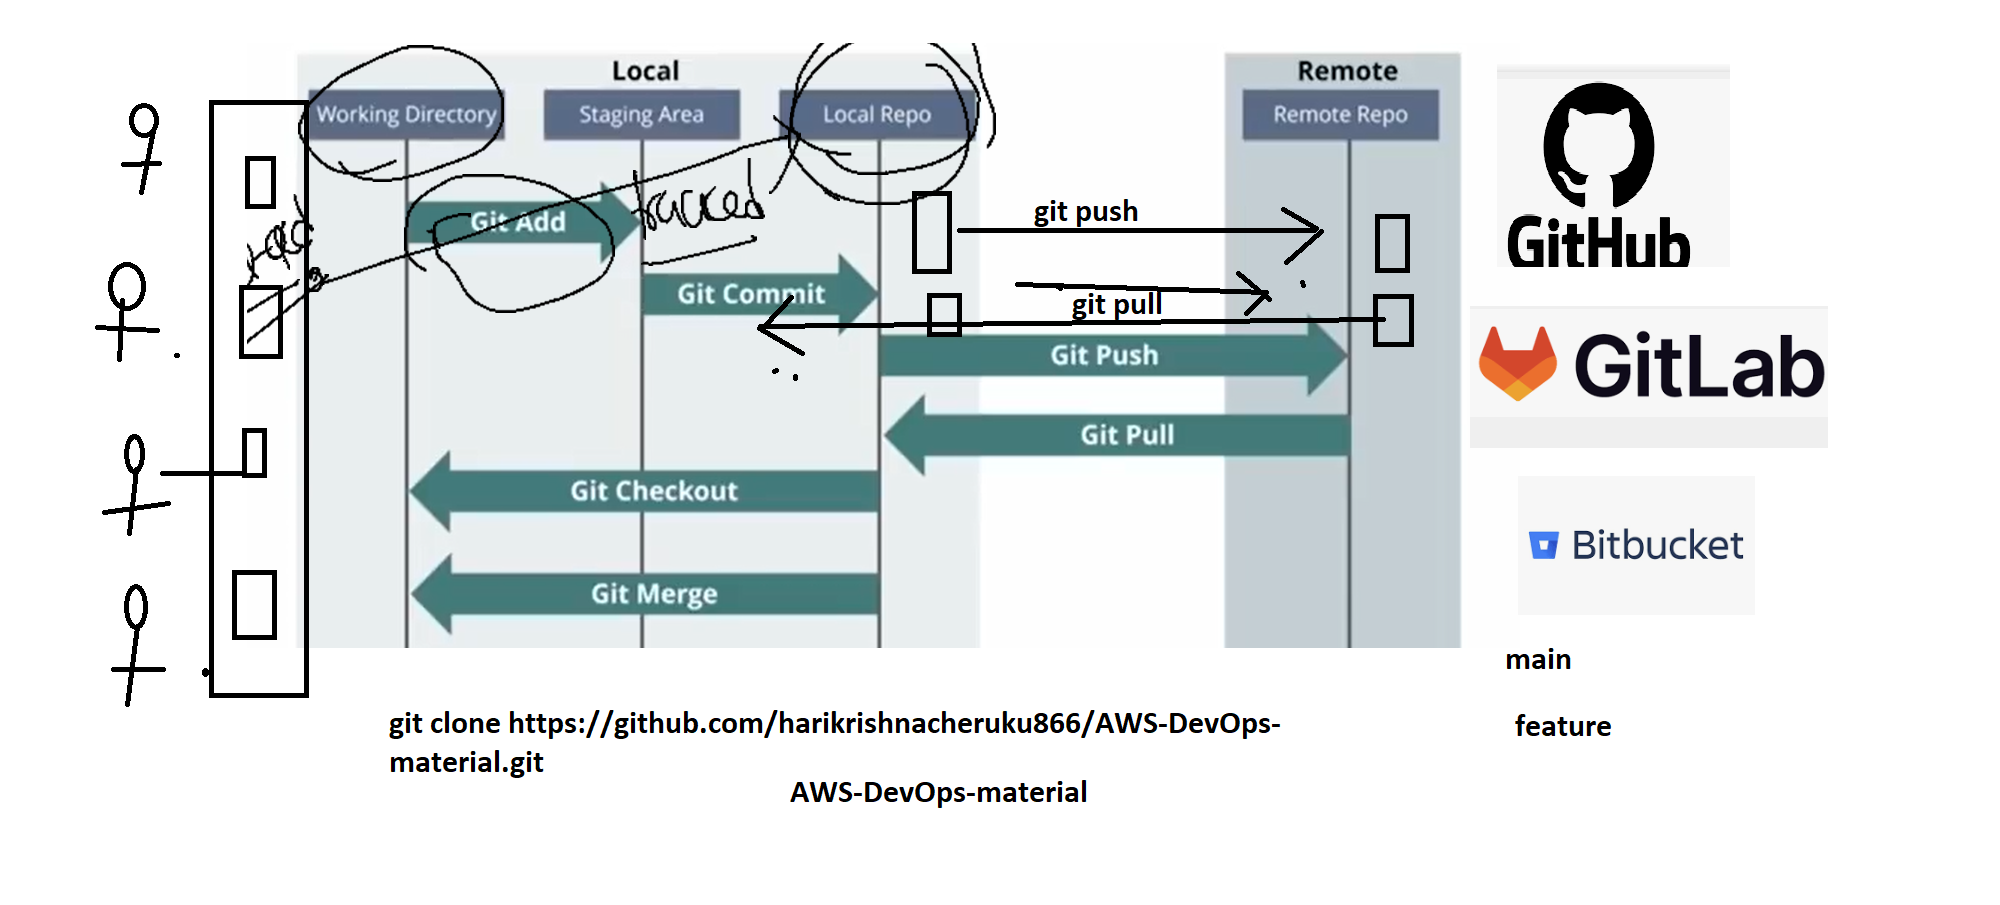 Local
Remote
Working Directory
Staging Area
Local Repo
Remote Repo
GitHub
Git Add
tracked
git push
Git Commit
git pull
Git Push
GitLab
Git Pull
Git Checkout
Bitbucket
Git Merge
main
git clone https://github.com/harikrishnacheruku866/AWS-DevOps-
material.git
feature
AWS-DevOps-material